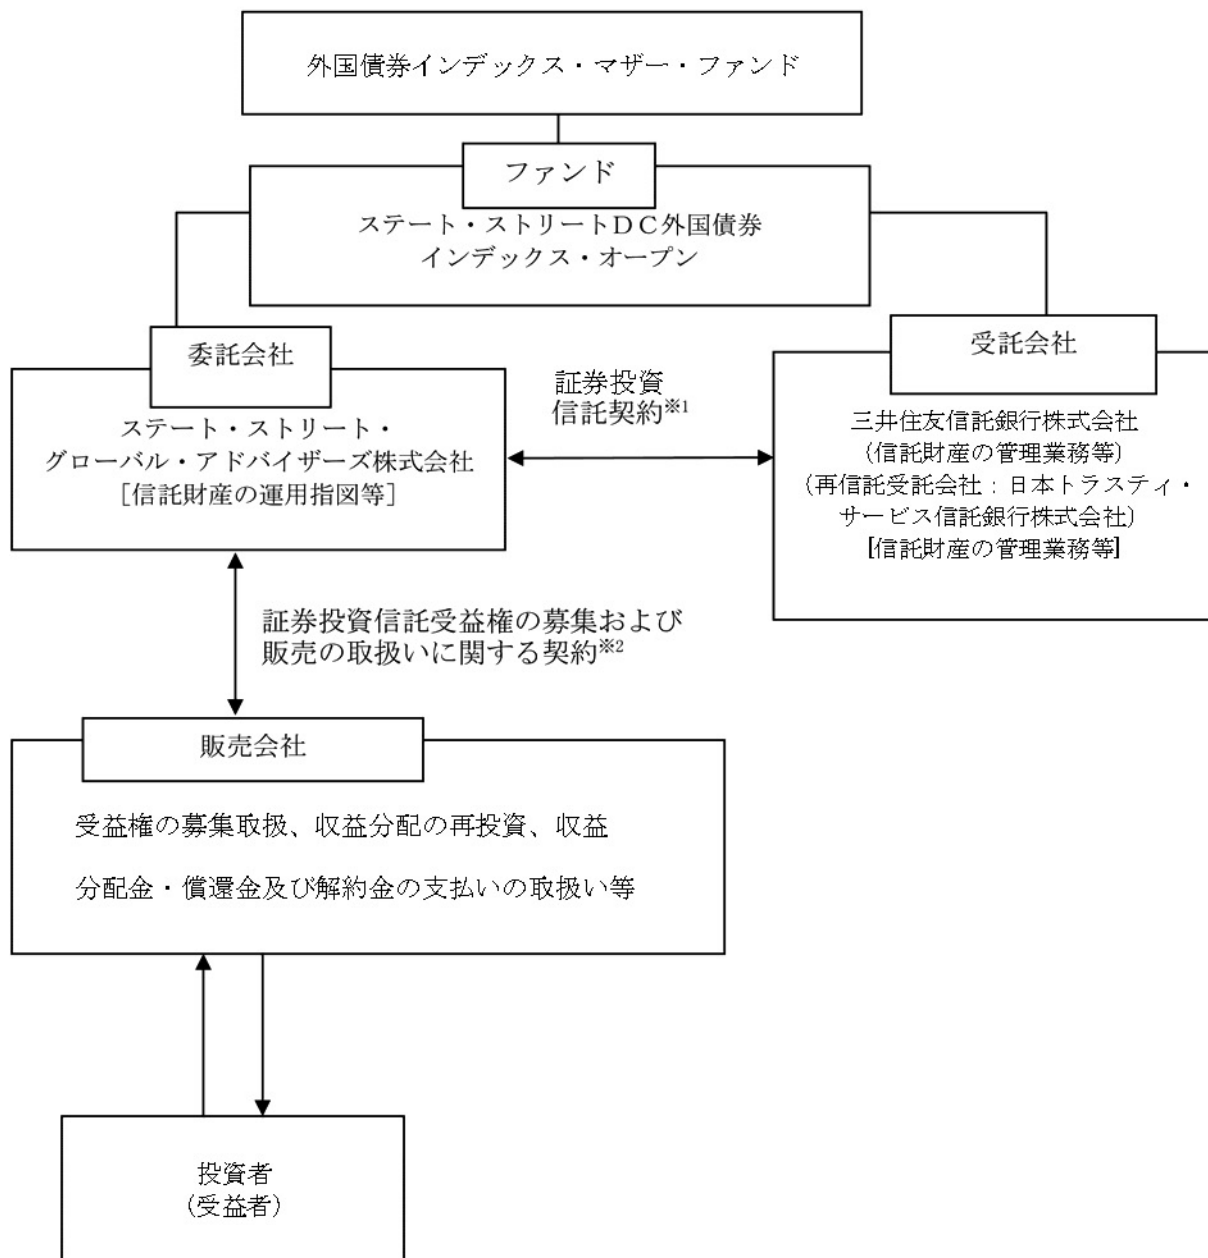 外国債券インデックス・マザー・ファンド
ファンド
ステート・ストリートＤＣ外国債券
インデックス・オープン
委託会社
ステート・ストリート・
グローバル・アドバイザーズ株式会社
［信託財産の運用指図等］
証券投資
信託契約※1
受託会社
三井住友信託銀行株式会社
(信託財産の管理業務等)
(再信託受託会社：日本トラスティ・
サービス信託銀行株式会社)
[信託財産の管理業務等]
証券投資信託受益権の募集および
販売の取扱いに関する契約※2
販売会社
受益権の募集取扱、収益分配の再投資、収益
分配金・償還金及び解約金の支払いの取扱い等
投資者
(受益者)